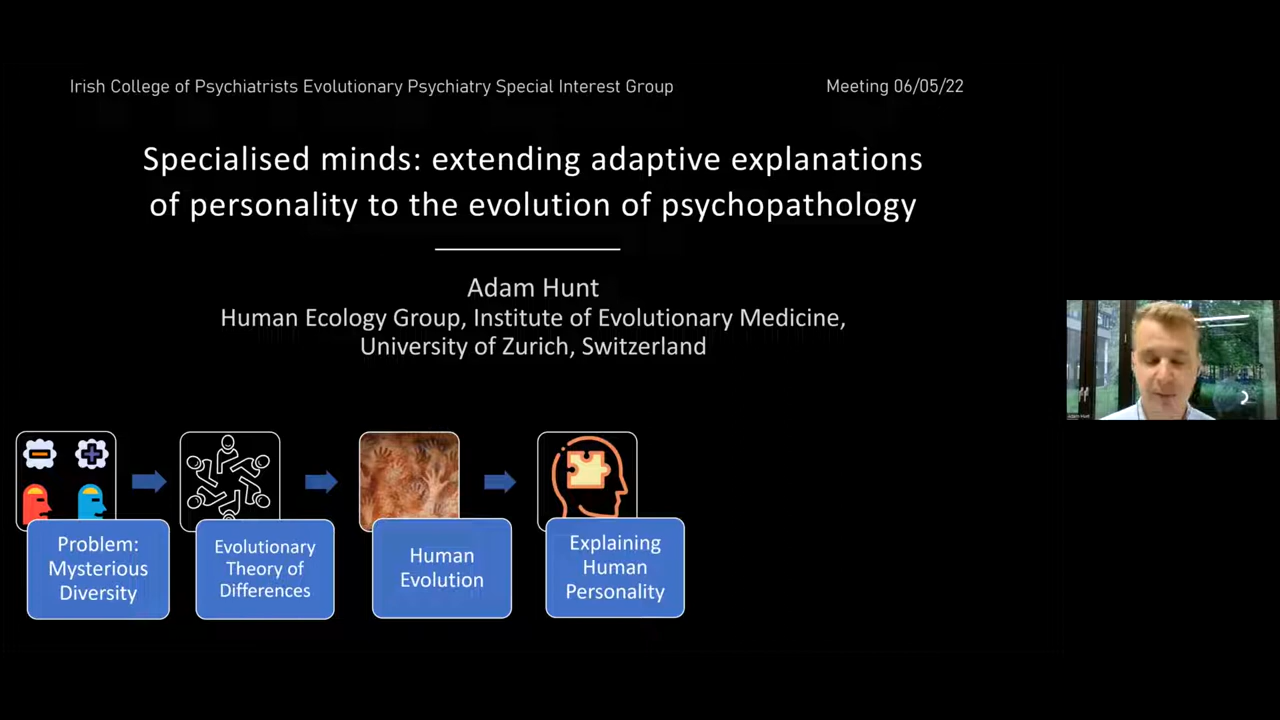 Irish College of Psychiatrists Evolutionary Psychiatry Special Interest Group
Meeting 06/05/22
Specialised minds: extending adaptive explanations
of personality to the evolution of psychopathology
Adam Hunt
Human Ecology Group, Institute of Evolutionary Medicine,
University of Zurich, Switzerland
Problem:
Mysterious
Diversity
Evolutionary
Theory of
Differences
Human
Evolution
Explaining
Human
Personality
Adam Hunt